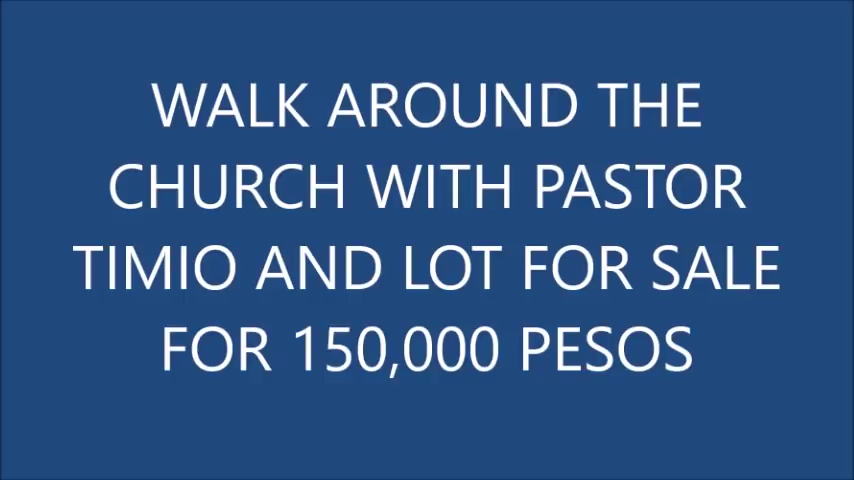 WALK AROUND THE
CHURCH WITH PASTOR
TIMIO AND LOT FOR SALE
FOR 150,000 PESOS